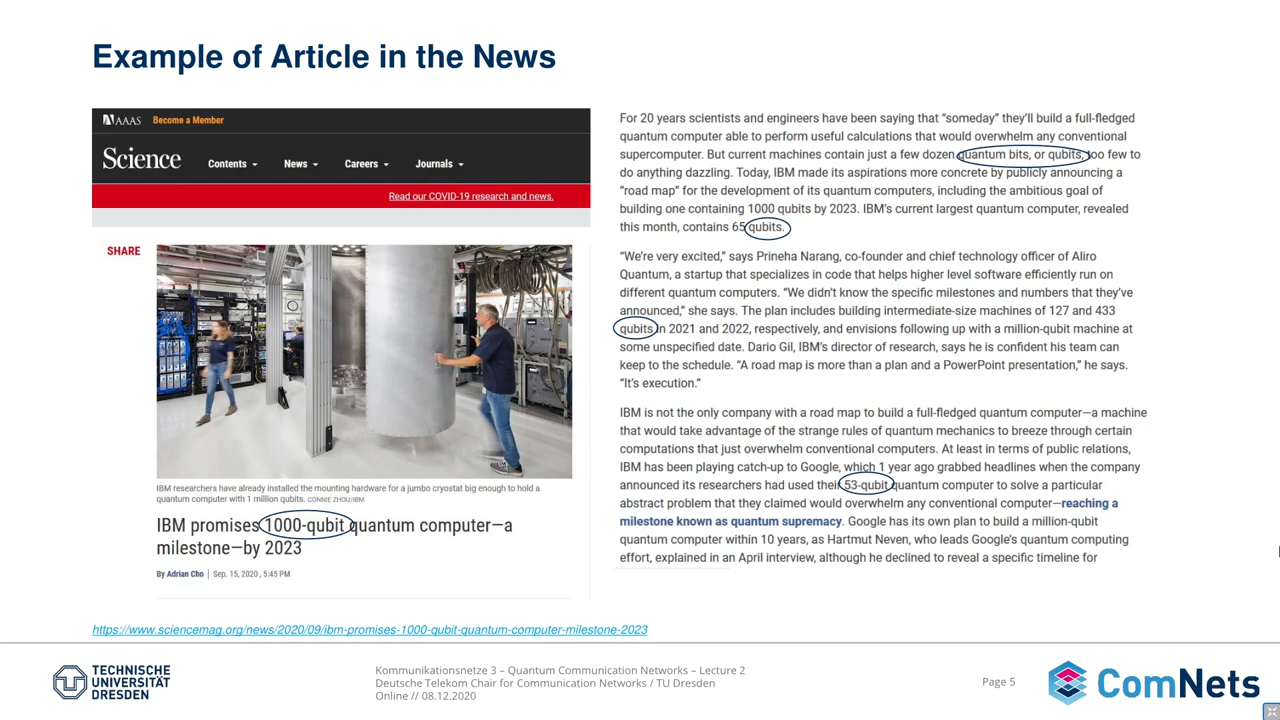 Example of Article in the News
AAAS Become a Member
Science Contents News Careers Journals
Read our COVID-19 research and news.
SHARE
IBM researchers have already installed the mounting hardware for a jumbo cryostat big enough to hold a
quantum computer with 1 million qubits. CONNIE ZHOU/IBM
IBM promises 1000-qubit quantum computer—a
milestone—by 2023
By Adrian Cho | Sep. 15, 2020 , 5:45 PM
For 20 years scientists and engineers have been saying that “someday” they’ll build a full-fledged
quantum computer able to perform useful calculations that would overwhelm any conventional
supercomputer. But current machines contain just a few dozen quantum bits, or qubits, too few to
do anything dazzling. Today, IBM made its aspirations more concrete by publicly announcing a
“road map” for the development of its quantum computers, including the ambitious goal of
building one containing 1000 qubits by 2023. IBM’s current largest quantum computer, revealed
this month, contains 65 qubits.
“We’re very excited,” says Prineha Narang, co-founder and chief technology officer of Aliro
Quantum, a startup that specializes in code that helps higher level software efficiently run on
different quantum computers. “We didn’t know the specific milestones and numbers that they’ve
announced,” she says. The plan includes building intermediate-size machines of 127 and 433
qubits in 2021 and 2022, respectively, and envisions following up with a million-qubit machine at
some unspecified date. Dario Gil, IBM’s director of research, says he is confident his team can
keep to the schedule. “A road map is more than a plan and a PowerPoint presentation,” he says.
“It’s execution.”
IBM is not the only company with a road map to build a full-fledged quantum computer—a machine
that would take advantage of the strange rules of quantum mechanics to breeze through certain
computations that just overwhelm conventional computers. At least in terms of public relations,
IBM has been playing catch-up to Google, which 1 year ago grabbed headlines when the company
announced its researchers had used their 53-qubit quantum computer to solve a particular
abstract problem that they claimed would overwhelm any conventional computer—reaching a
milestone known as quantum supremacy. Google has its own plan to build a million-qubit
quantum computer within 10 years, as Hartmut Neven, who leads Google’s quantum computing
effort, explained in an April interview, although he declined to reveal a specific timeline for
https://www.sciencemag.org/news/2020/09/ibm-promises-1000-qubit-quantum-computer-milestone-2023
TECHNISCHE
UNIVERSITÄT
DRESDEN
Kommunikationsnetze 3 – Quantum Communication Networks – Lecture 2
Deutsche Telekom Chair for Communication Networks / TU Dresden
Online // 08.12.2020
Page 5
ComNets